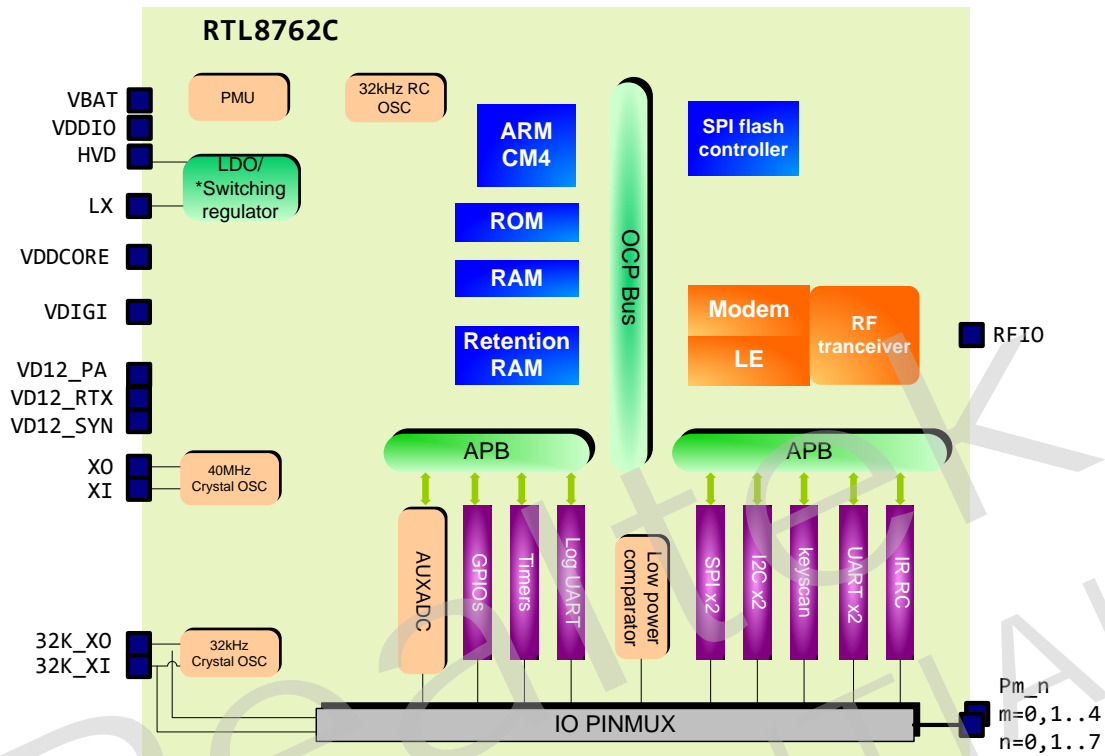 RTL8762C
VBAT
VDDIO
HVD
LX
VDDCORE
VDIGI
VD12_PA
VD12_RTX
VD12_SYN
XO
XI
32K_XO
32K_XI
PMU
32kHz RC
OSC
LDO/
*Switching
regulator
40MHz
Crystal OSC
32kHz
Crystal OSC
ARM
CM4
ROM
RAM
Retention
RAM
OCP Bus
SPI flash
controller
Modem
LE
RF
tranceiver
RFIO
APB
APB
AUXADC
GPIOs
Timers
Log UART
Low power
comparator
SPI x2
I2C x2
keyscan
UART x2
IR RC
IO PINMUX
Pm_n
m=0,1..4
n=0,1..7